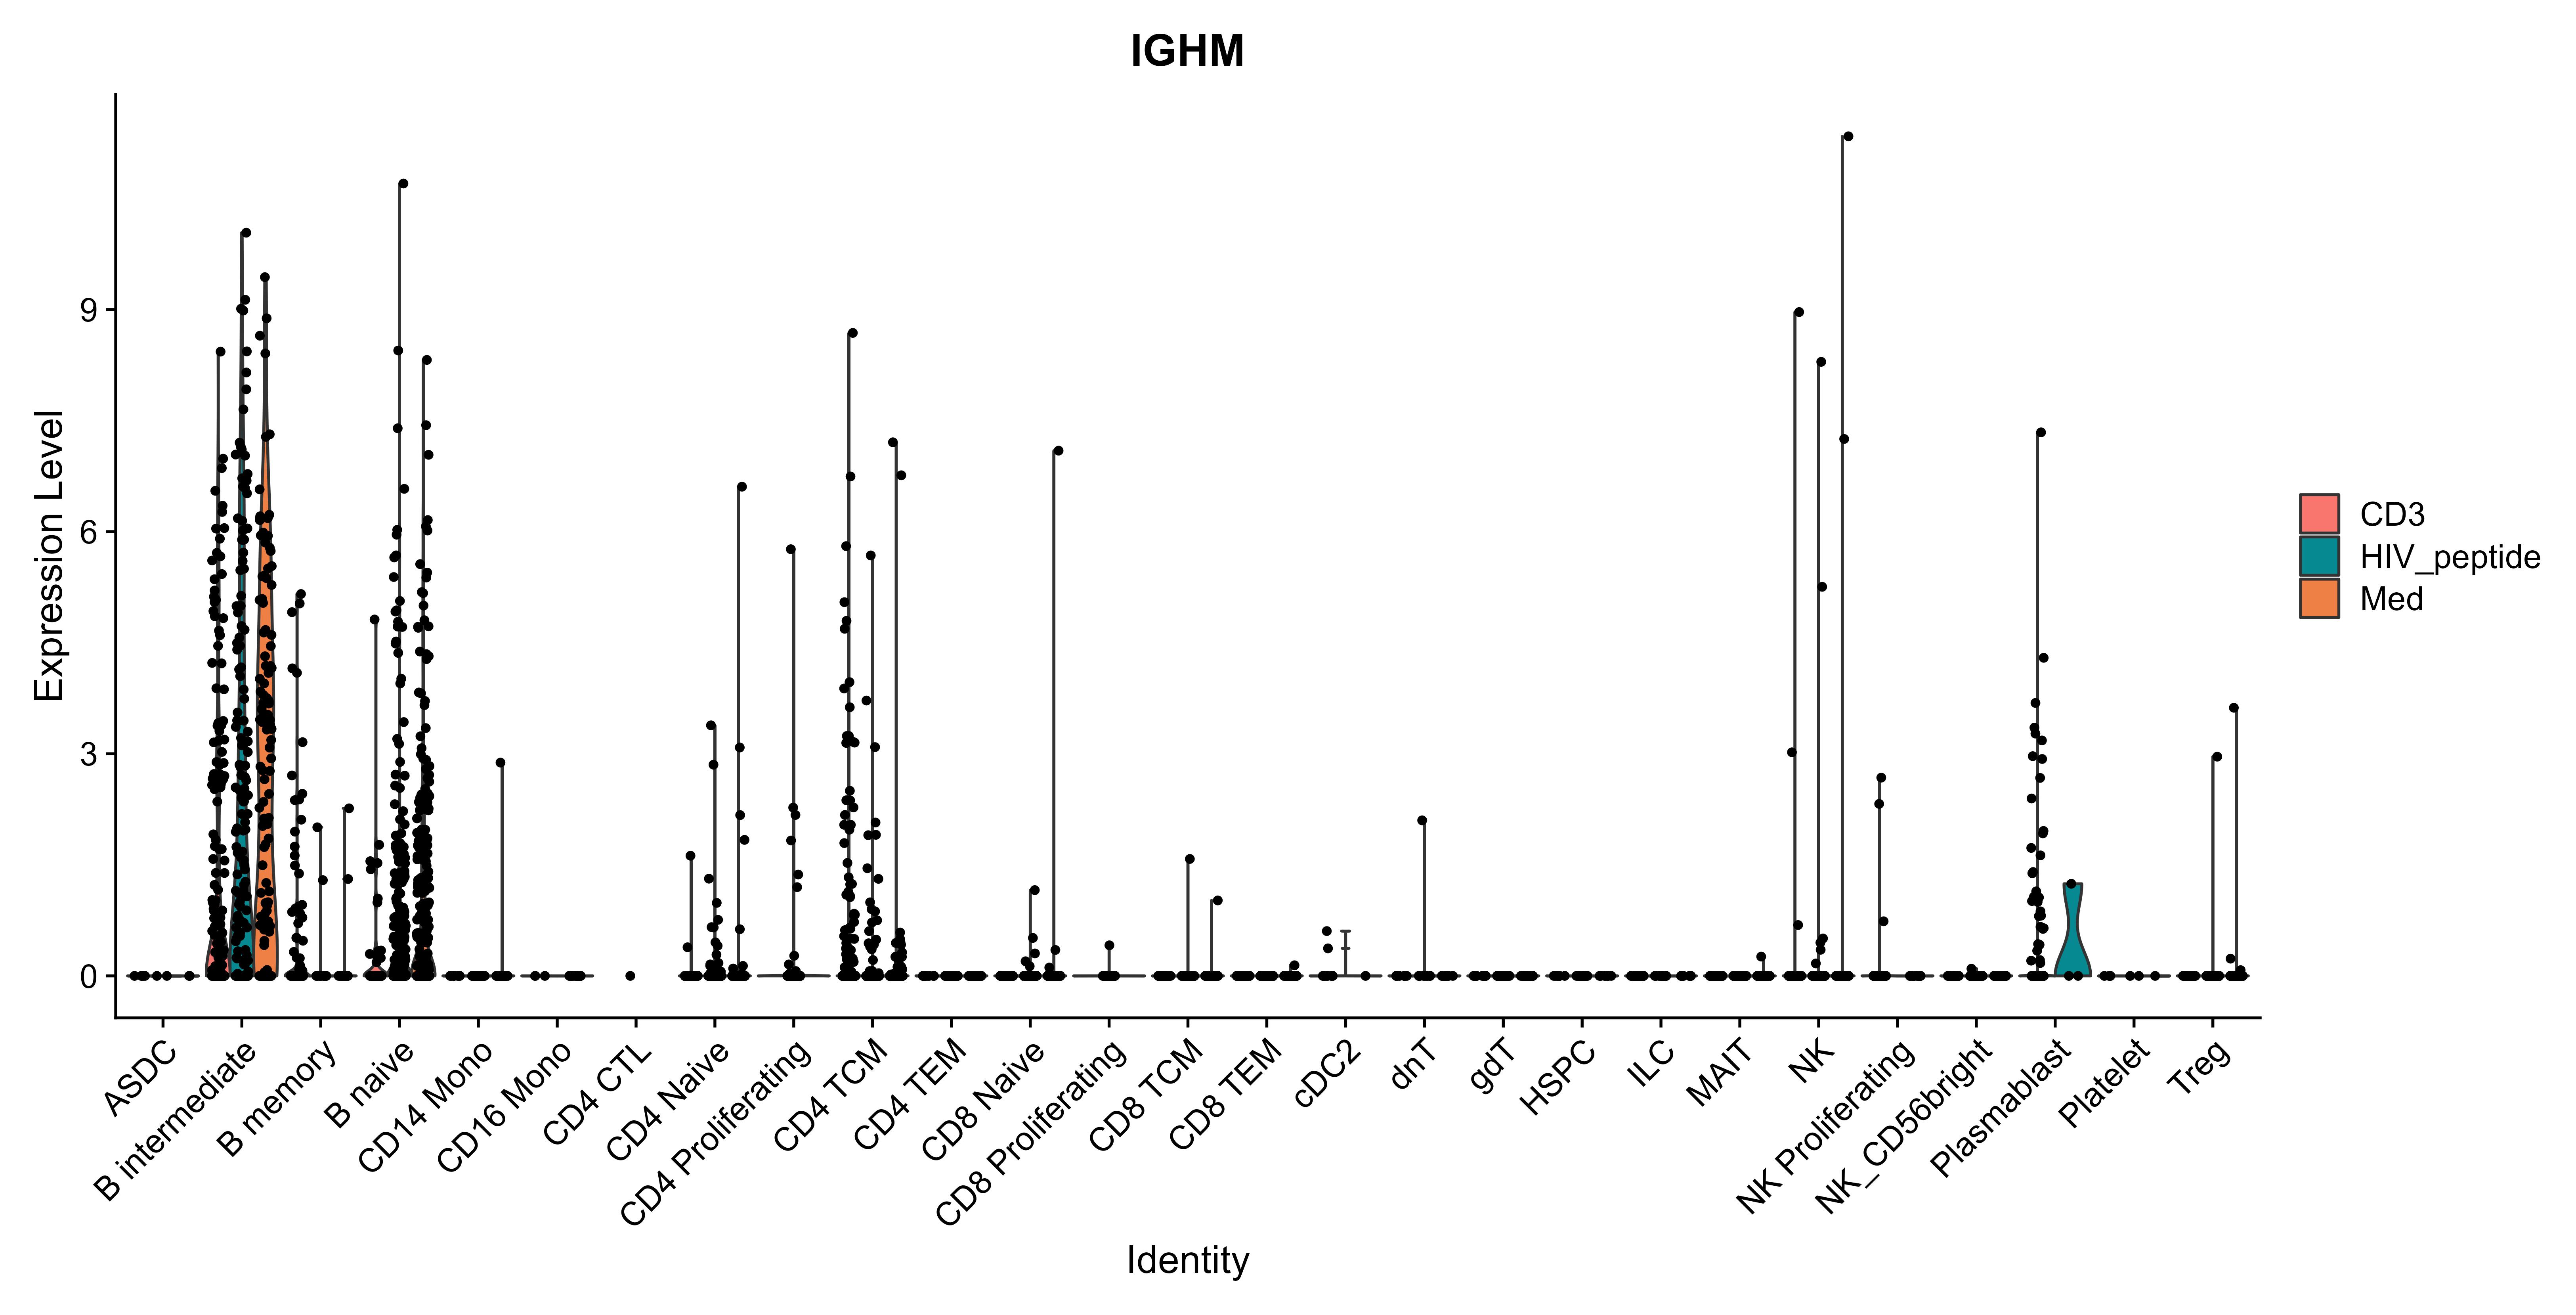 IGHM
Expression Level
9
6
3
0
ASDC
B intermediate
B memory
B naive
CD14 Mono
CD16 Mono
CD4 CTL
CD4 Naive
CD4 Proliferating
CD4 TCM
CD4 TEM
CD8 Naive
CD8 Proliferating
CD8 TCM
CD8 TEM
cDC2
dnT
gdT
HSPC
ILC
MAIT
NK
NK Proliferating
NK_CD56bright
Plasmablast
Platelet
Treg
Identity
CD3
HIV_peptide
Med